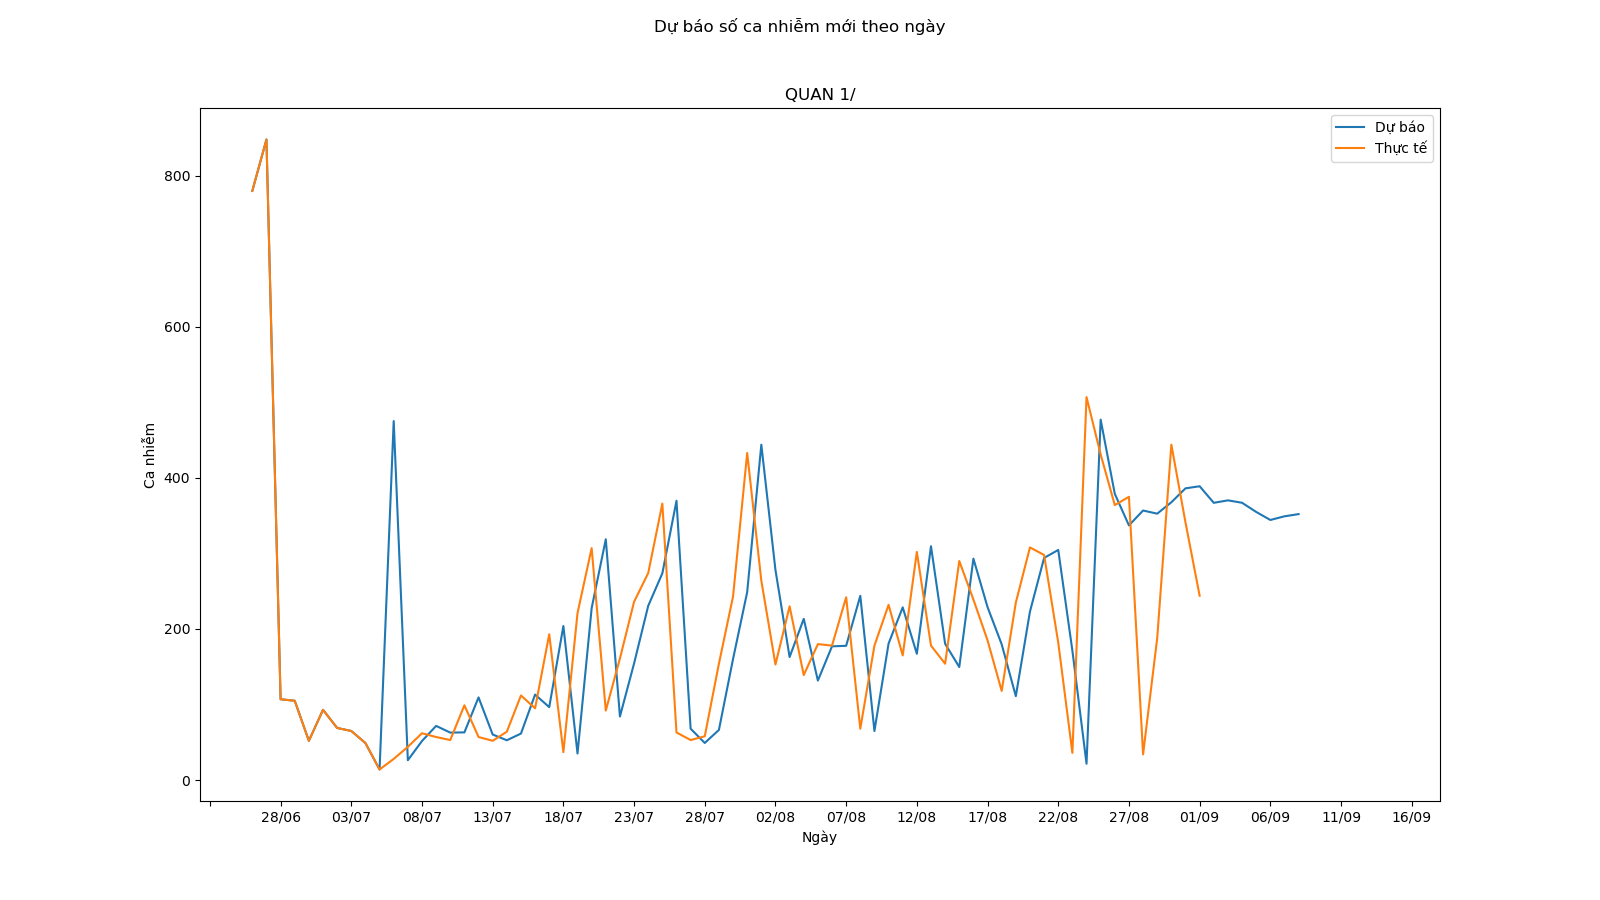 Dự báo số ca nhiễm mới theo ngày
QUAN 1/
Dự báo
Thực tế
800
600
400
200
0
Ca nhiễm
28/06 03/07 08/07 13/07 18/07 23/07 28/07 02/08 07/08 12/08 17/08 22/08 27/08 01/09 06/09 11/09 16/09
Ngày